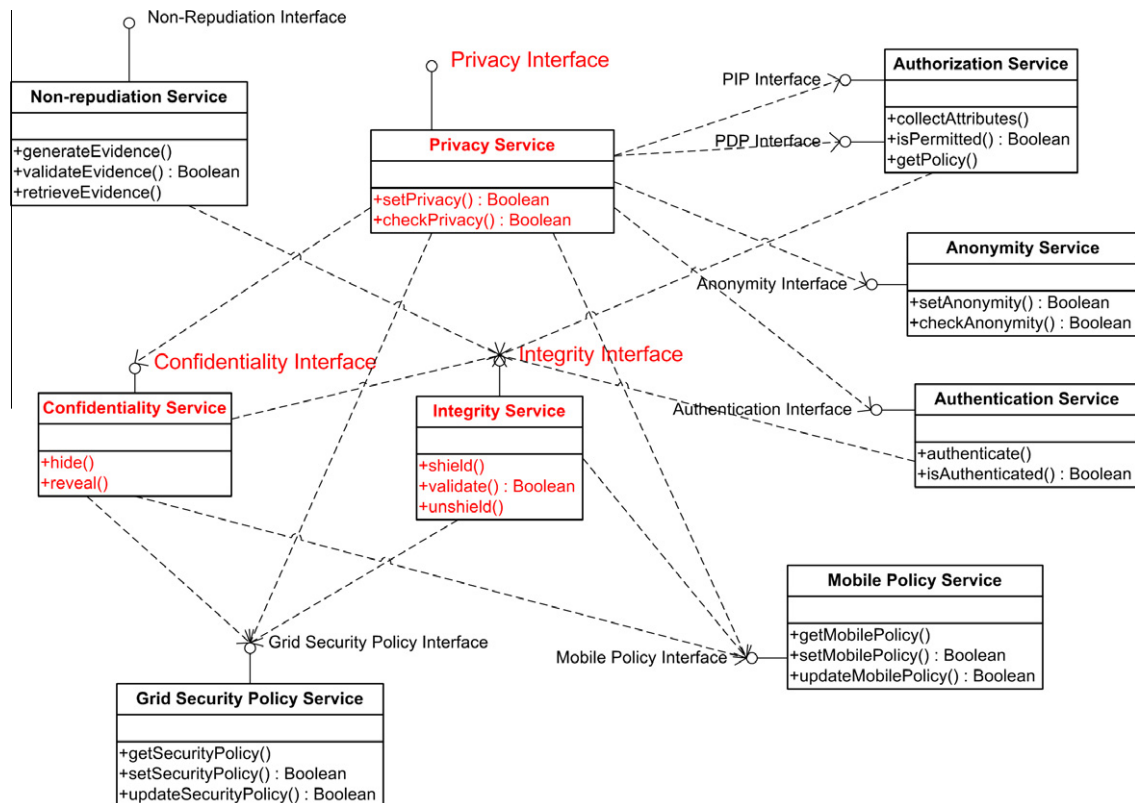 Non-Repudiation Interface
Non-repudiation Service
+generateEvidence()
+validateEvidence() : Boolean
+retrieveEvidence()
Privacy Interface
Privacy Service
+setPrivacy() : Boolean
+checkPrivacy() : Boolean
PIP Interface
PDP Interface
Authorization Service
+collectAttributes()
+isPermitted() : Boolean
+getPolicy()
Anonymity Interface
Anonymity Service
+setAnonymity() : Boolean
+checkAnonymity() : Boolean
Confidentiality Interface
Confidentiality Service
+hide()
+reveal()
Integrity Interface
Integrity Service
+shield()
+validate() : Boolean
+unshield()
Authentication Interface
Authentication Service
+authenticate()
+isAuthenticated() : Boolean
Grid Security Policy Interface
Grid Security Policy Service
+getSecurityPolicy()
+setSecurityPolicy() : Boolean
+updateSecurityPolicy() : Boolean
Mobile Policy Interface
Mobile Policy Service
+getMobilePolicy()
+setMobilePolicy() : Boolean
+updateMobilePolicy() : Boolean